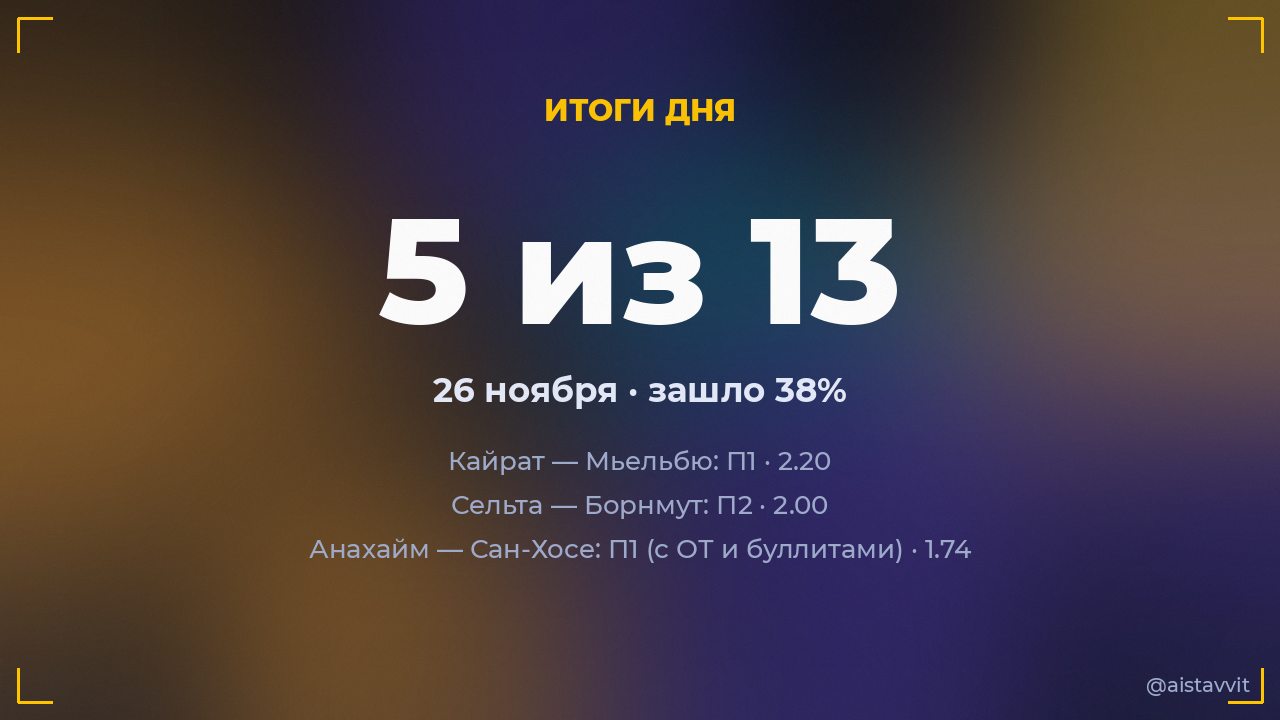 ИТОГИ ДНЯ
5 из 13
26 ноября · зашло 38%
Кайрат — Мьельбю: П1 · 2.20
Сельта — Борнмут: П2 · 2.00
Анахайм — Сан-Хосе: П1 (с ОТ и буллитами) · 1.74
@aistavvit